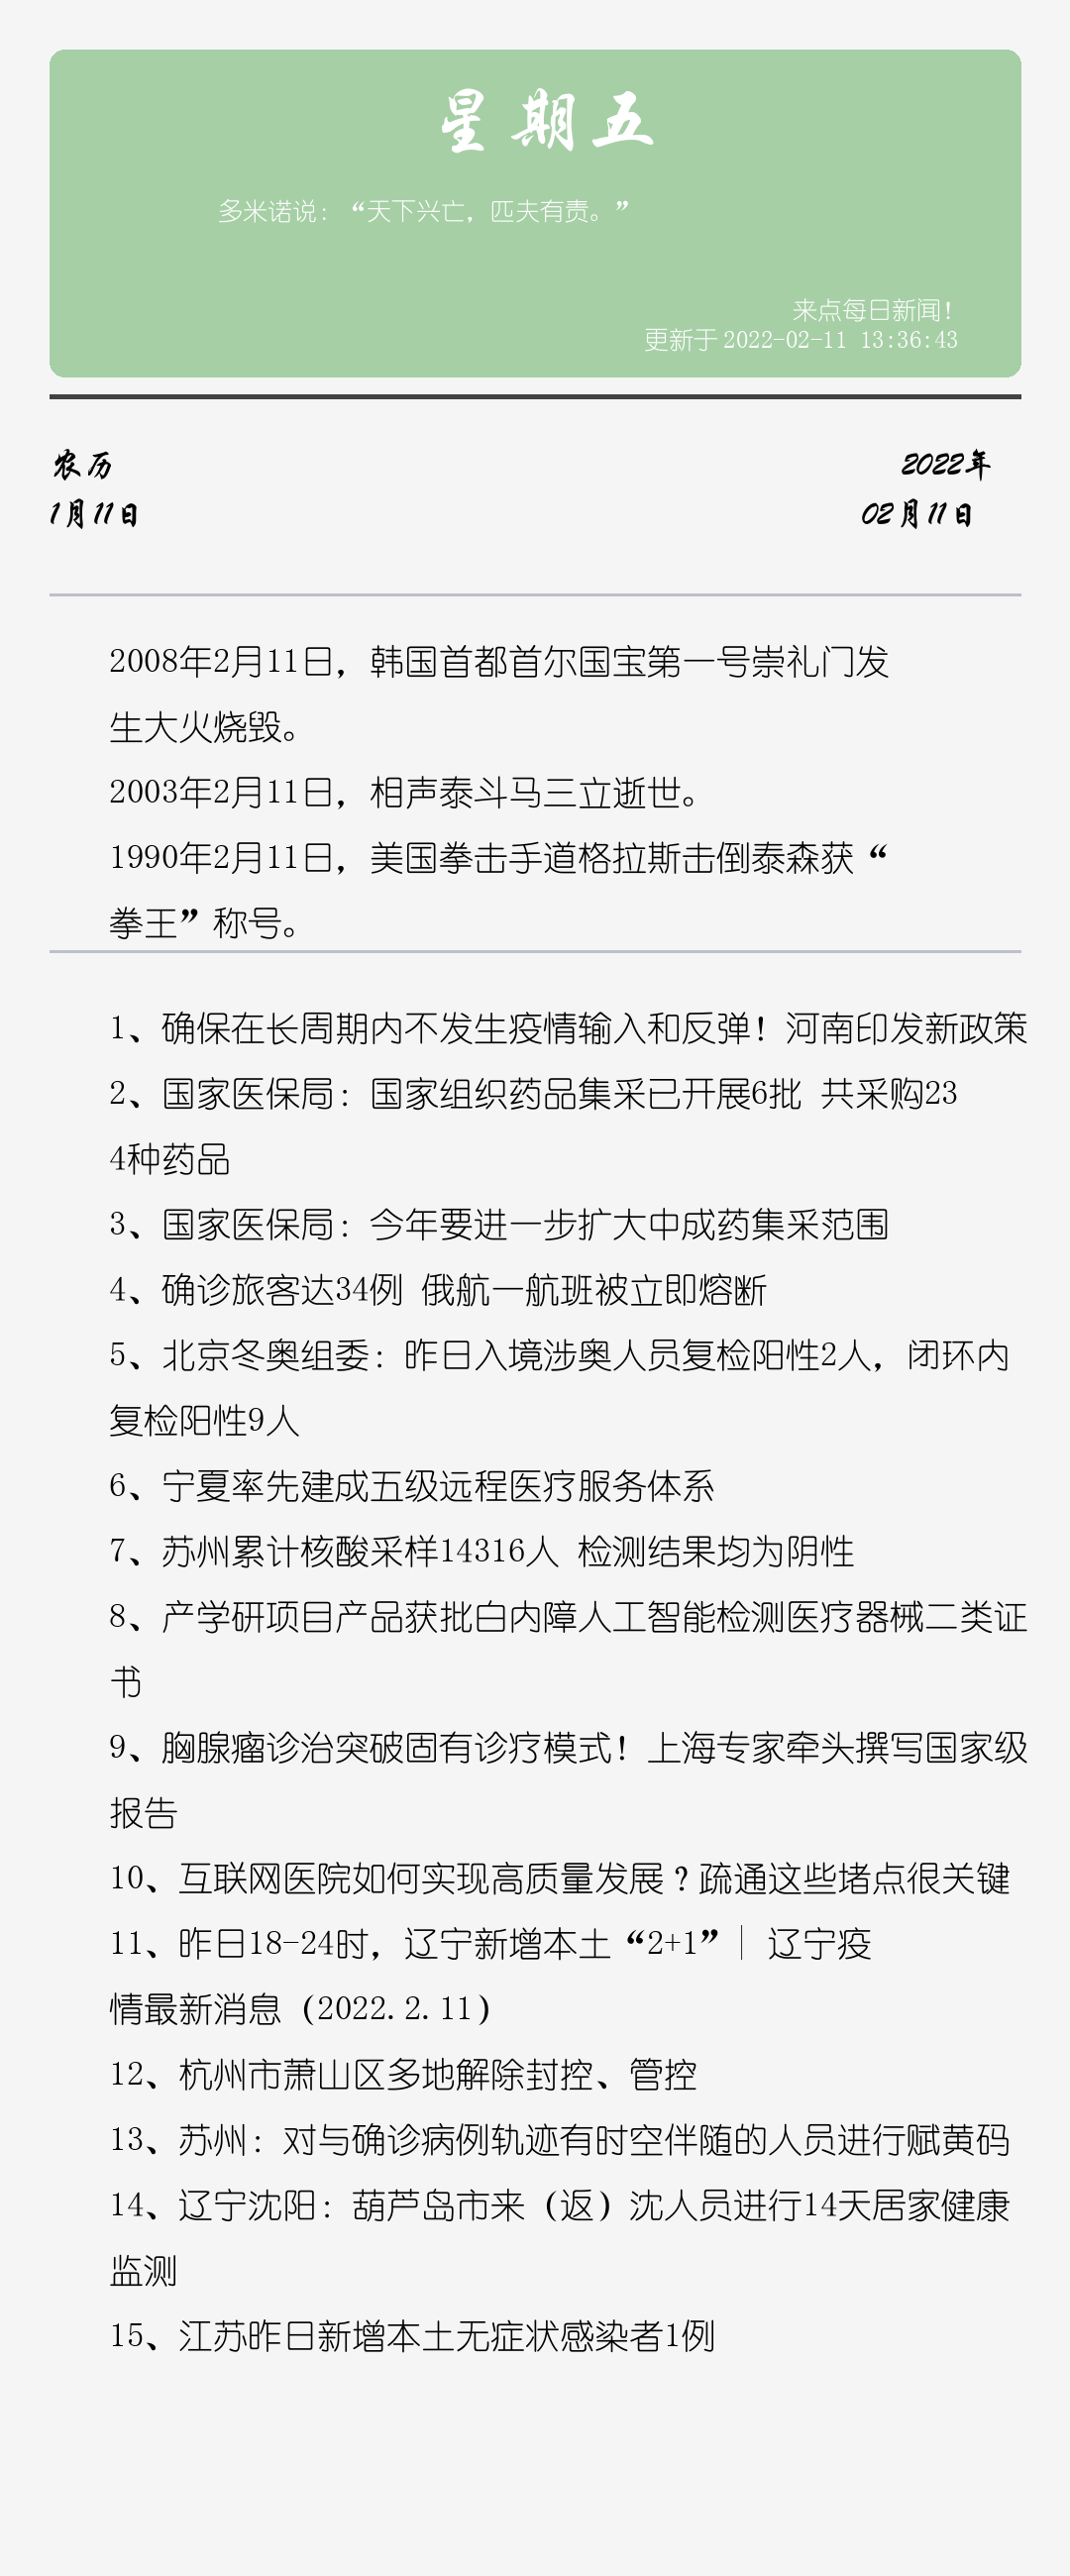 星期五
多米诺说：“天下兴亡，匹夫有责。”
来点每日新闻！
更新于 2022-02-11 13:36:43
农历
2022年
1月11日
02月11日
2008年2月11日，韩国首都首尔国宝第一号崇礼门发
生大火烧毁。
2003年2月11日，相声泰斗马三立逝世。
1990年2月11日，美国拳击手道格拉斯击倒泰森获“
拳王”称号。
1、确保在长周期内不发生疫情输入和反弹！河南印发新政策
2、国家医保局：国家组织药品集采已开展6批 共采购23
4种药品
3、国家医保局：今年要进一步扩大中成药集采范围
4、确诊旅客达34例 俄航一航班被立即熔断
5、北京冬奥组委：昨日入境涉奥人员复检阳性2人，闭环内
复检阳性9人
6、宁夏率先建成五级远程医疗服务体系
7、苏州累计核酸采样14316人 检测结果均为阴性
8、产学研项目产品获批白内障人工智能检测医疗器械二类证
书
9、胸腺瘤诊治突破固有诊疗模式！上海专家牵头撰写国家级
报告
10、互联网医院如何实现高质量发展？疏通这些堵点很关键
11、昨日18-24时，辽宁新增本土“2+1”│ 辽宁疫
情最新消息（2022.2.11）
12、杭州市萧山区多地解除封控、管控
13、苏州：对与确诊病例轨迹有时空伴随的人员进行赋黄码
14、辽宁沈阳：葫芦岛市来（返）沈人员进行14天居家健康
监测
15、江苏昨日新增本土无症状感染者1例